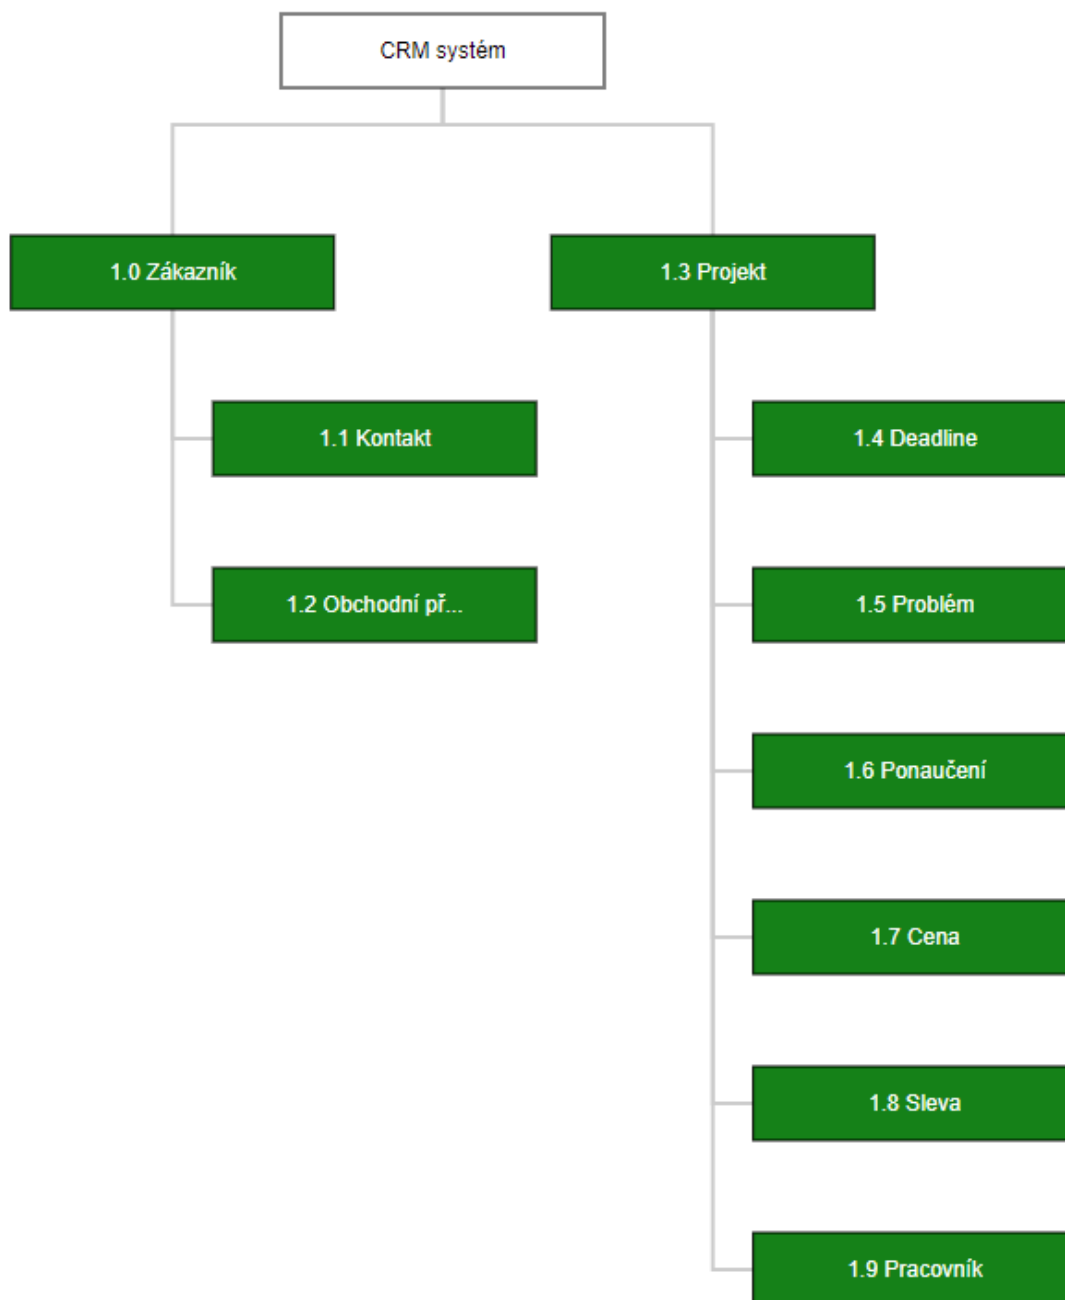 CRM systém
1.0 Zákazník
1.3 Projekt
1.1 Kontakt
1.4 Deadline
1.2 Obchodní př...
1.5 Problém
1.6 Ponaučení
1.7 Cena
1.8 Sleva
1.9 Pracovník